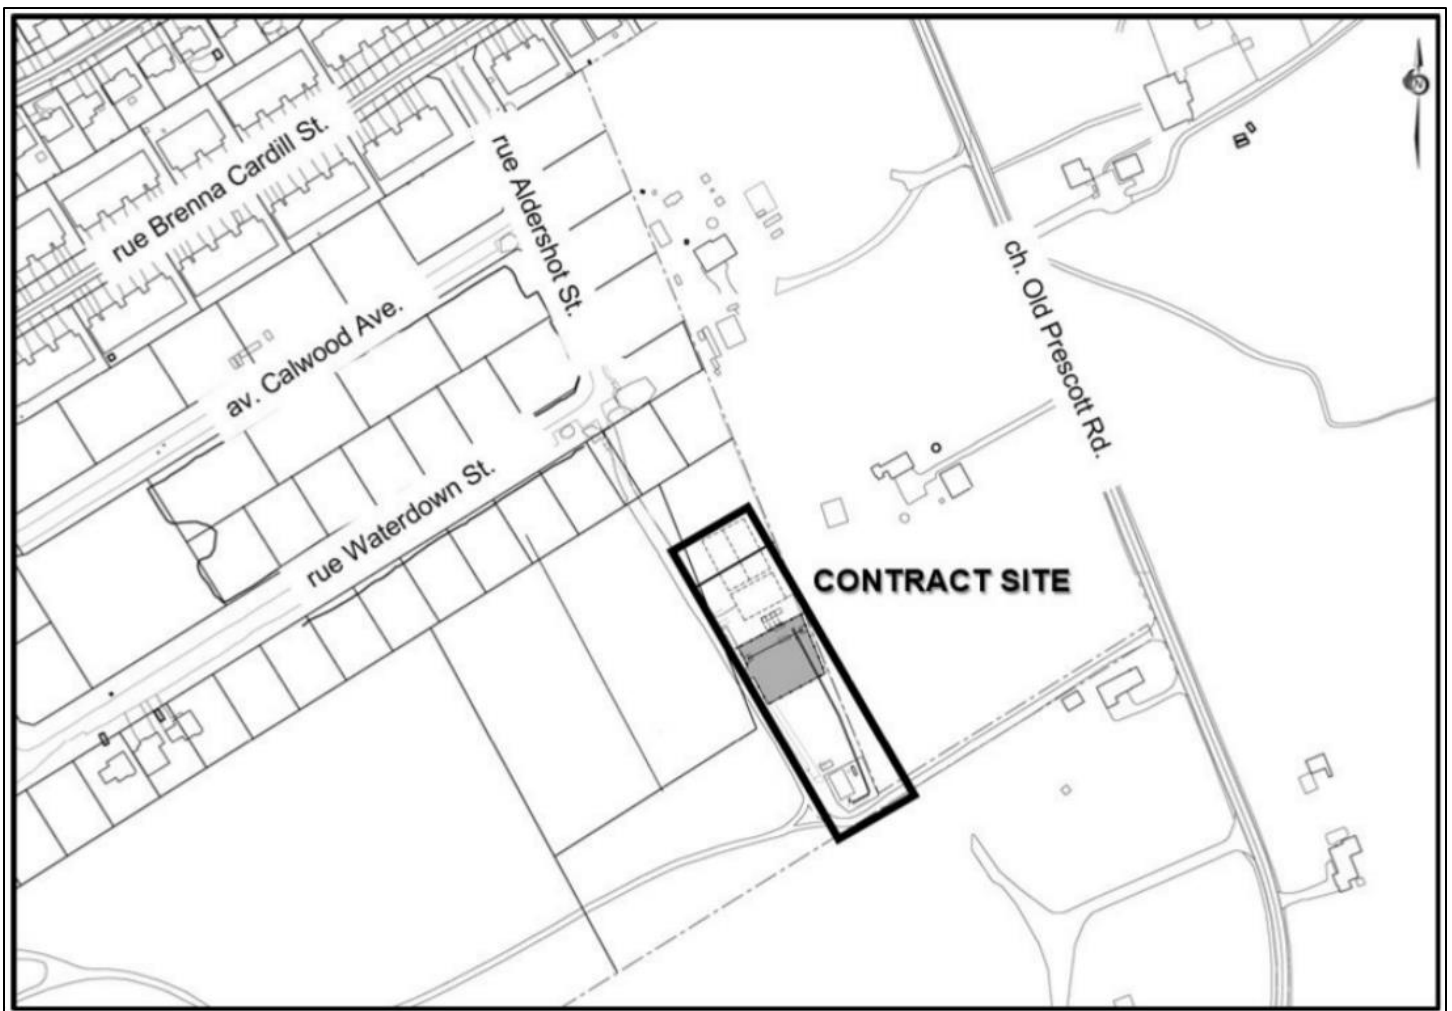 rue Brenna Cardill St.
rue Aldershot St.
av. Calwood Ave.
ch. Old Prescott Rd.
rue Waterdown St.
CONTRACT SITE